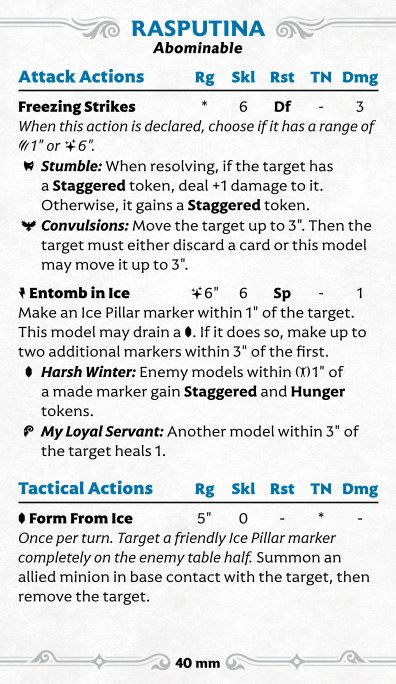 RASPUTINA
Abominable
Attack Actions Rg Skl Rst TN Dmg
Freezing Strikes * 6 Df - 3
When this action is declared, choose if it has a range of
1" or 6".
Stumble: When resolving, if the target has
a Staggered token, deal +1 damage to it.
Otherwise, it gains a Staggered token.
Convulsions: Move the target up to 3". Then the
target must either discard a card or this model
may move it up to 3".
Entomb in Ice 6" 6 Sp - 1
Make an Ice Pillar marker within 1" of the target.
This model may drain a . If it does so, make up to
two additional markers within 3" of the first.
Harsh Winter: Enemy models within 1" of
a made marker gain Staggered and Hunger
tokens.
My Loyal Servant: Another model within 3" of
the target heals 1.
Tactical Actions Rg Skl Rst TN Dmg
Form From Ice 5" 0 - * -
Once per turn. Target a friendly Ice Pillar marker
completely on the enemy table half. Summon an
allied minion in base contact with the target, then
remove the target.
40 mm